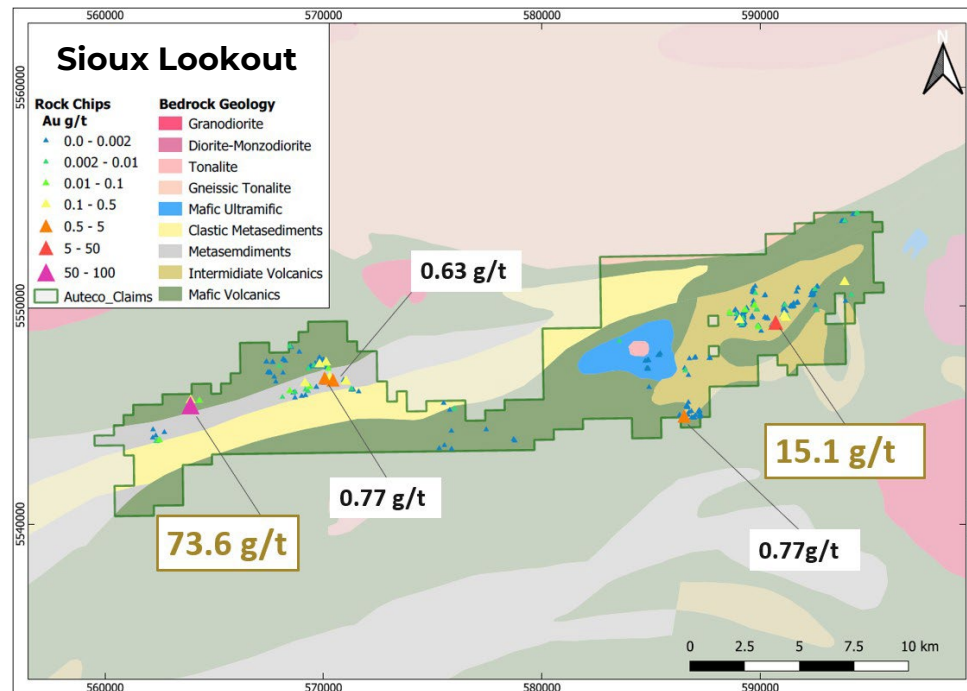 560000
570000
580000
590000
Sioux Lookout
N
Rock Chips
Au g/t
0.0 - 0.002
0.002 - 0.01
0.01 - 0.1
0.1 - 0.5
0.5 - 5
5 - 50
50 - 100
Auteco_Claims
Bedrock Geology
Granodiorite
Diorite-Monzodiorite
Tonalite
Gneissic Tonalite
Mafic Ultramific
Clastic Metasediments
Metasemdiments
Intermidiate Volcanics
Mafic Volcanics
5560000
5550000
5540000
0.63 g/t
15.1 g/t
0.77 g/t
73.6 g/t
0.77g/t
0 2.5 5 7.5 10 km
560000
570000
580000
590000